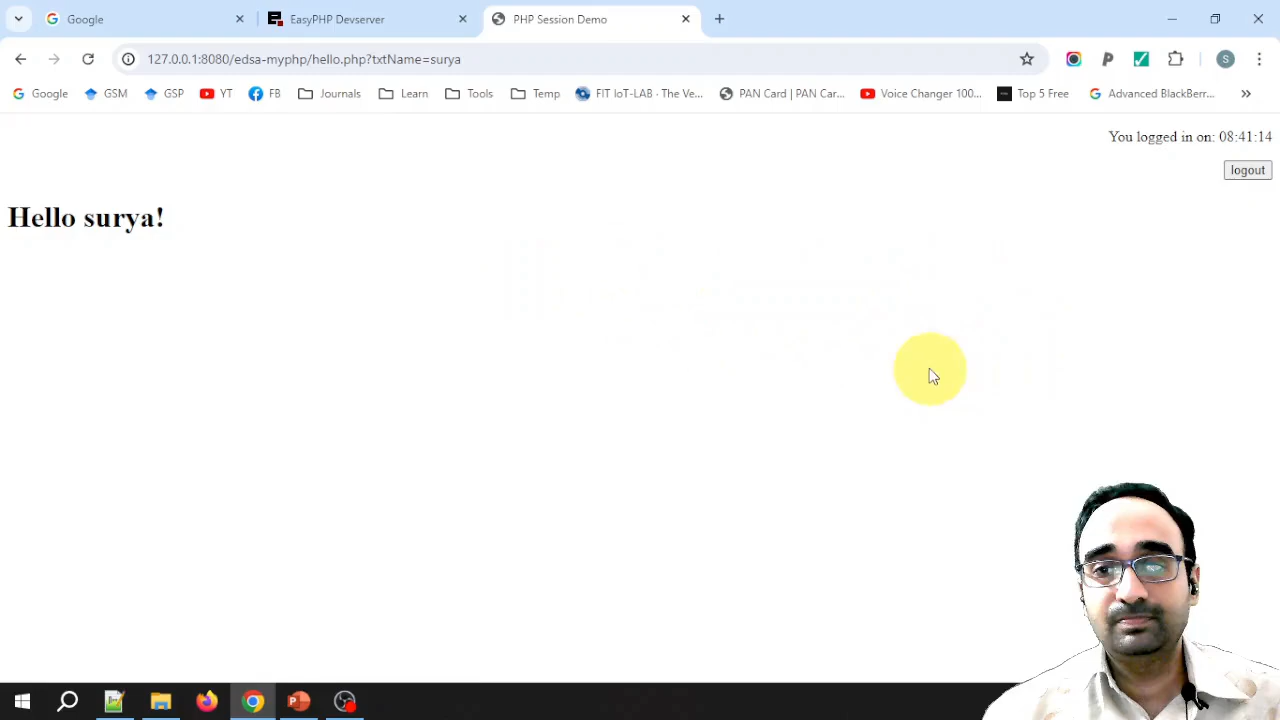 Google
EasyPHP Devserver
PHP Session Demo
127.0.0.1:8080/edsa-myphp/hello.php?txtName=surya
S
Google
GSM
GSP
YT
FB
Journals
Learn
Tools
Temp
FIT IoT-LAB · The Ve...
PAN Card | PAN Car...
Voice Changer 100...
Top 5 Free
Advanced BlackBerr...
You logged in on: 08:41:14
logout
Hello surya!